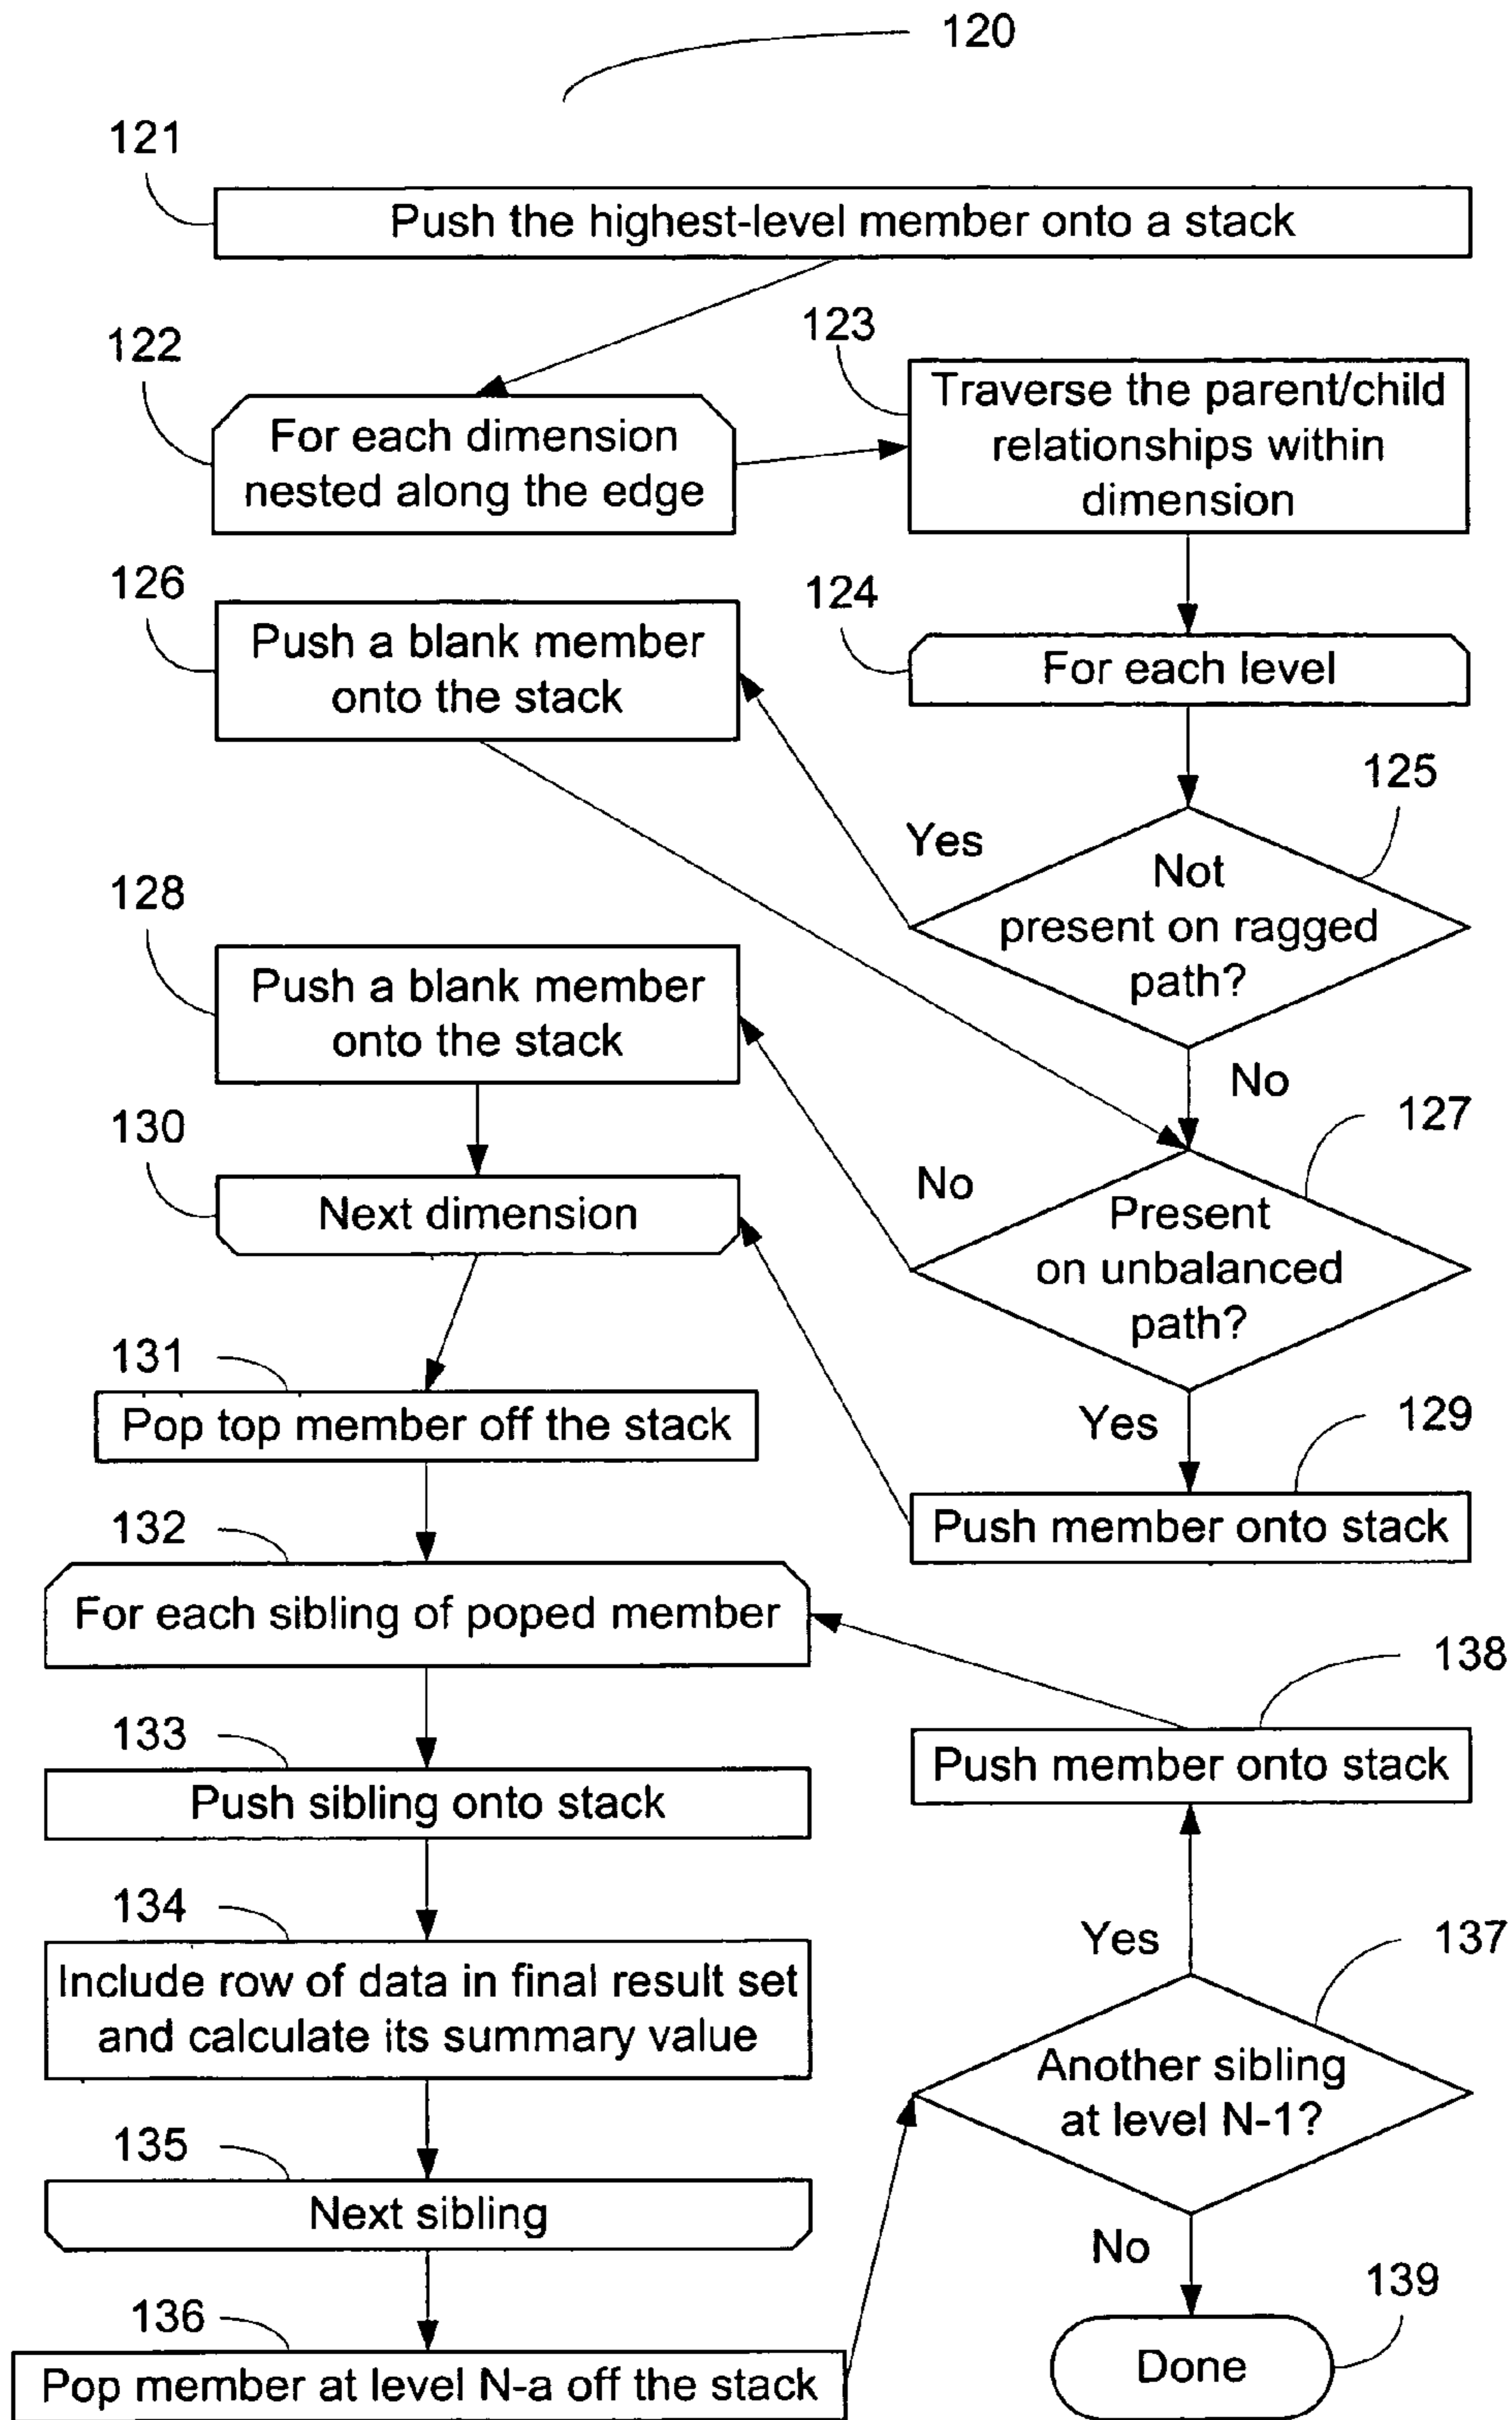 120
121
Push the highest-level member onto a stack
122
For each dimension
nested along the edge
123
Traverse the parent/child
relationships within
dimension
126
Push a blank member
onto the stack
124
For each level
125
Yes
Not
present on ragged
path?
No
128
Push a blank member
onto the stack
127
No
Present
on unbalanced
path?
Yes
130
Next dimension
129
Push member onto stack
131
Pop top member off the stack
132
For each sibling of poped member
133
Push sibling onto stack
138
Push member onto stack
134
Include row of data in final result set
and calculate its summary value
137
Yes
Another sibling
at level N-1?
No
135
Next sibling
136
Pop member at level N-a off the stack
139
Done